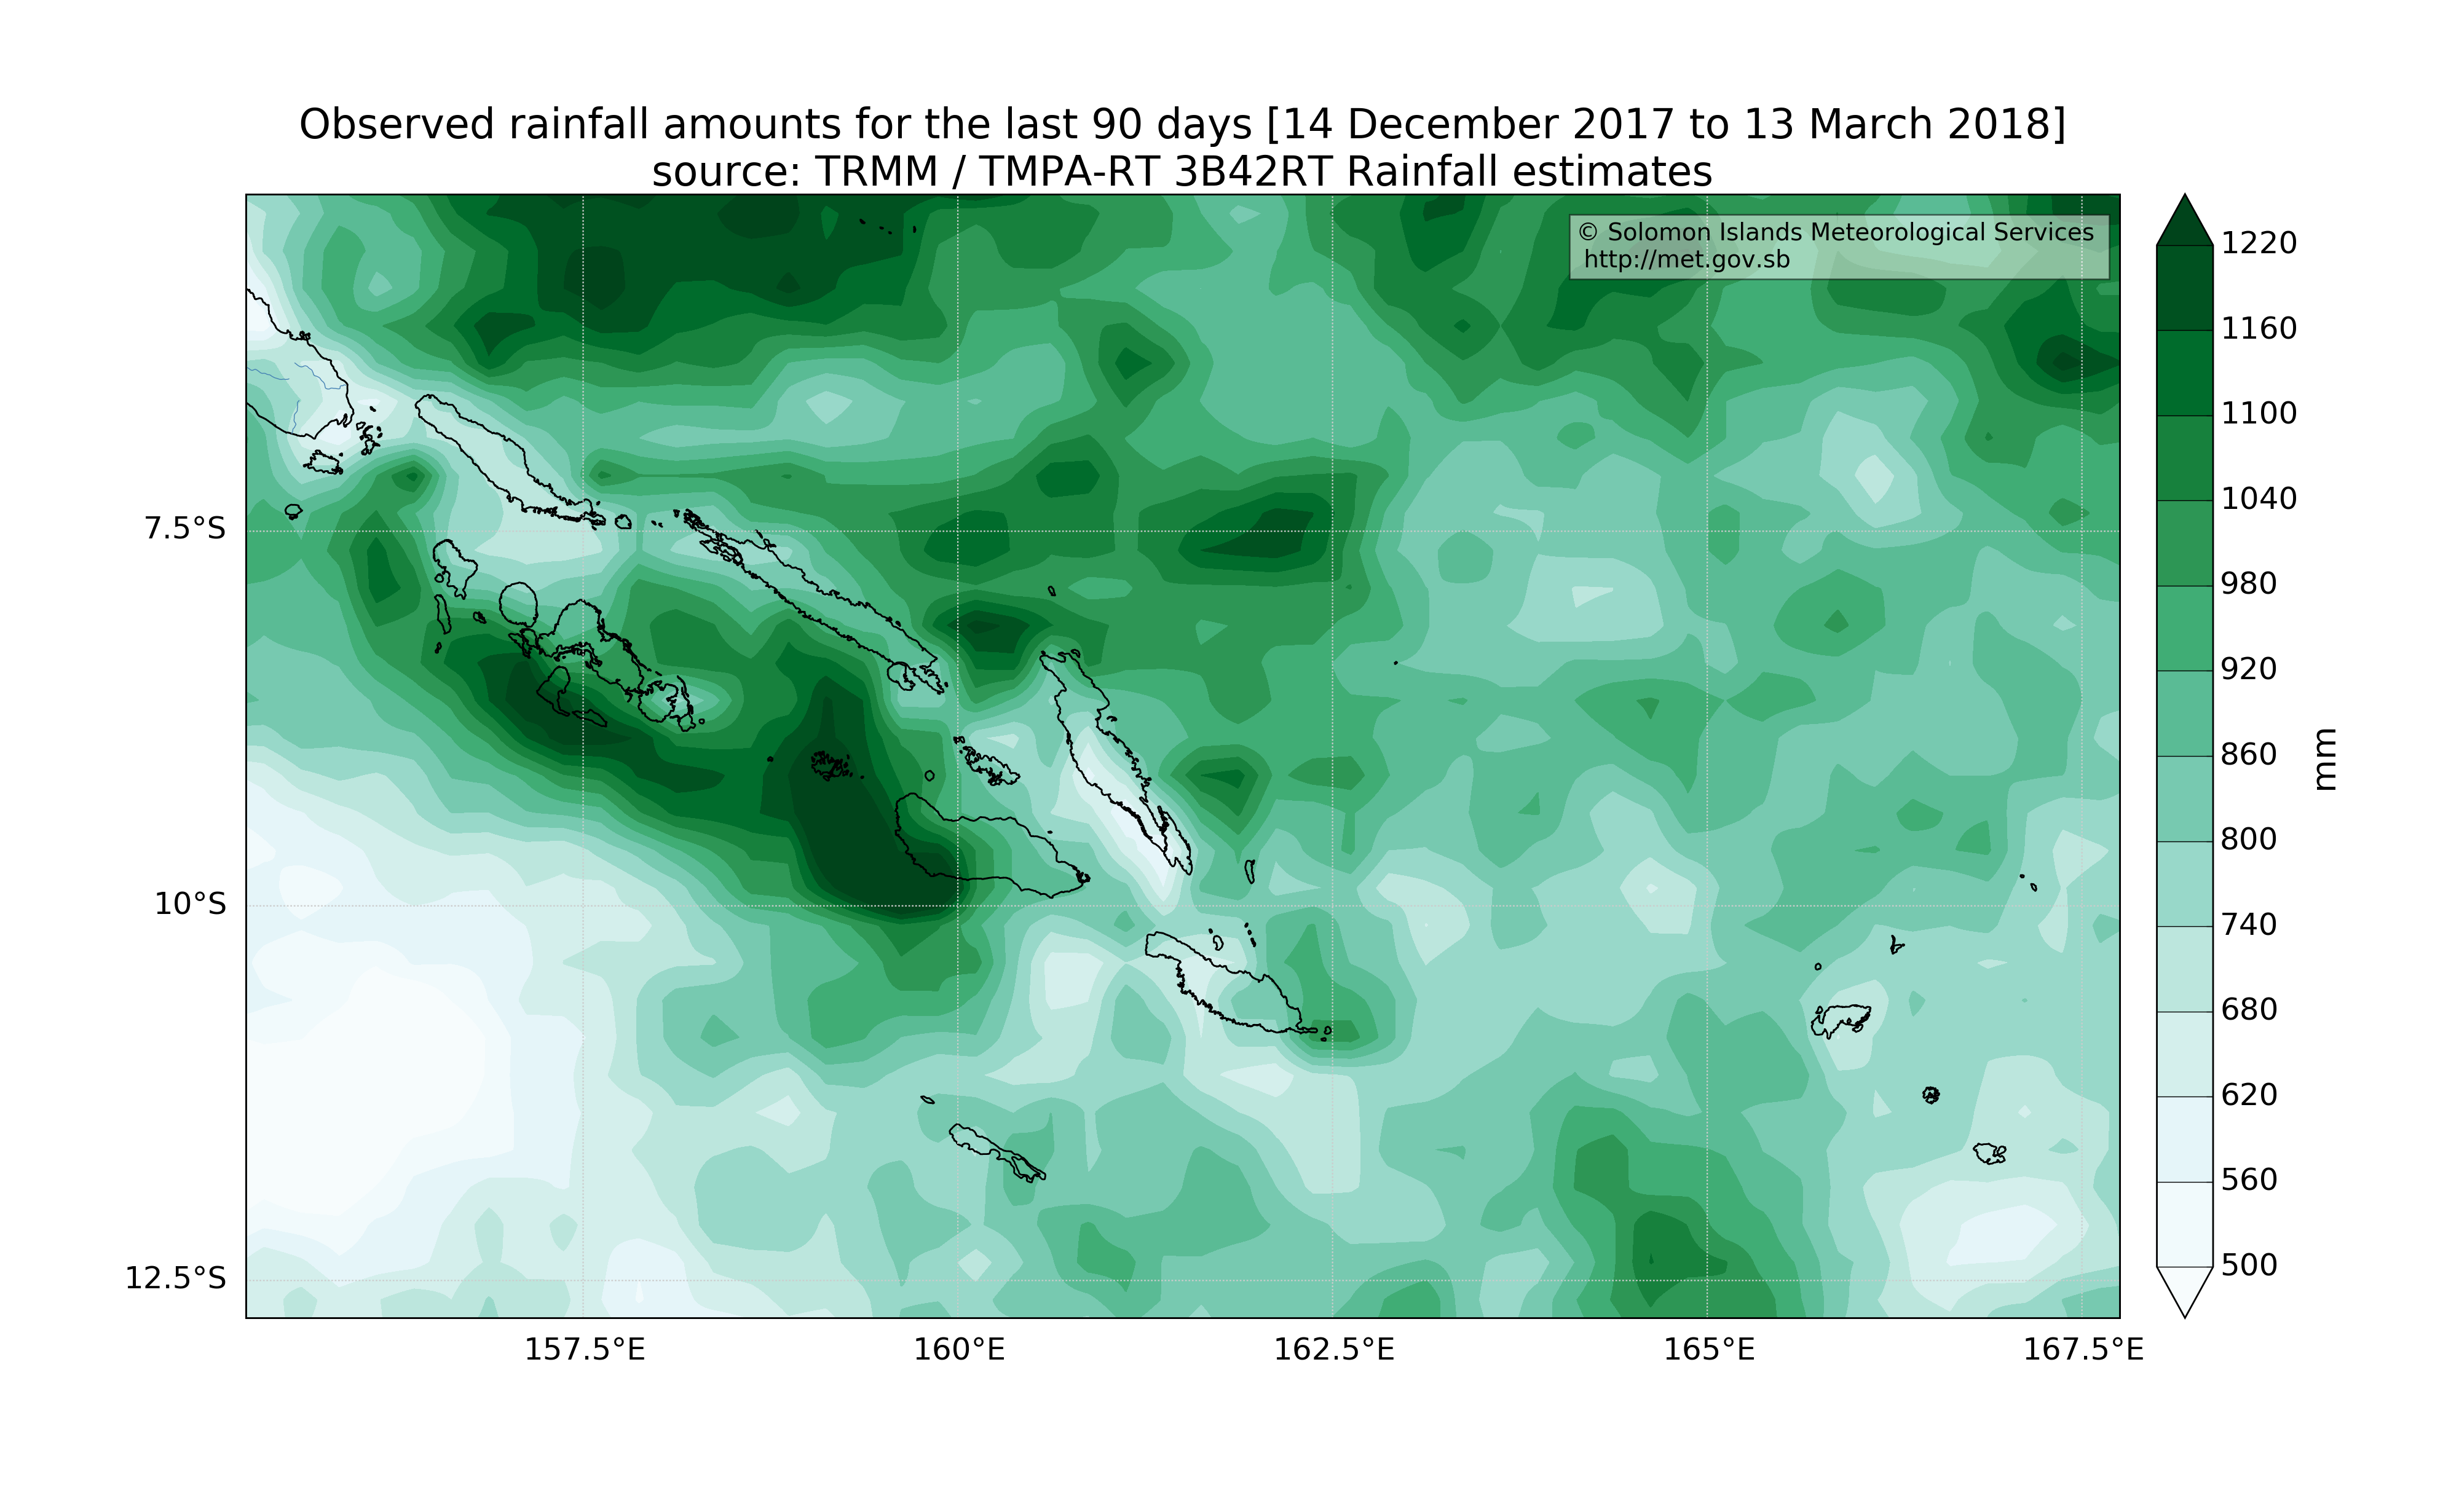 Observed rainfall amounts for the last 90 days [14 December 2017 to 13 March 2018]
source: TRMM / TMPA-RT 3B42RT Rainfall estimates
© Solomon Islands Meteorological Services
http://met.gov.sb
7.5°S
10°S
12.5°S
157.5°E
160°E
162.5°E
165°E
167.5°E
1220
1160
1100
1040
980
920
860
800
740
680
620
560
500
mm